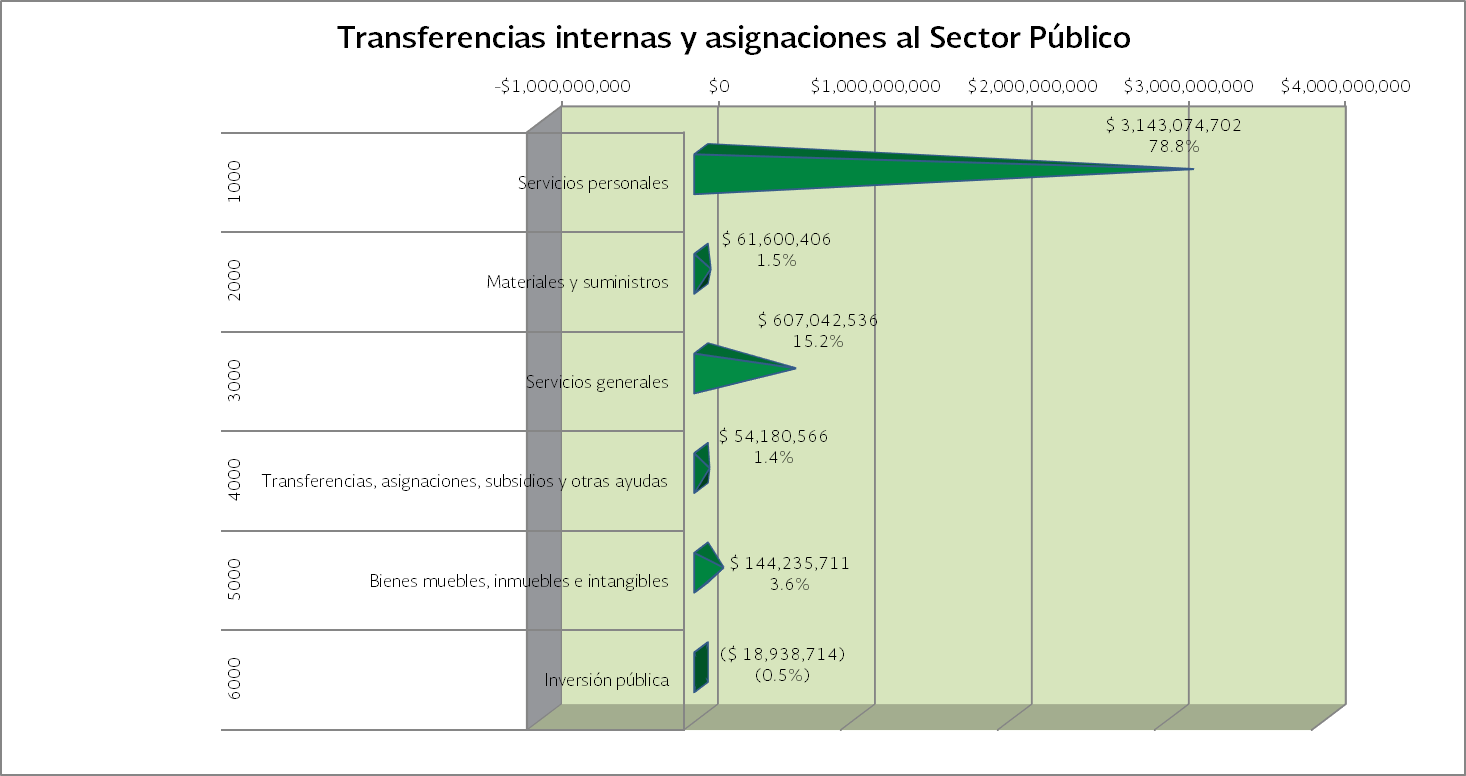 Transferencias internas y asignaciones al Sector Público
-$1,000,000,000 $0 $1,000,000,000 $2,000,000,000 $3,000,000,000 $4,000,000,000
1000
Servicios personales
$ 3,143,074,702
78.8%
2000
Materiales y suministros
$ 61,600,406
1.5%
3000
Servicios generales
$ 607,042,536
15.2%
4000
Transferencias, asignaciones, subsidios y otras ayudas
$ 54,180,566
1.4%
5000
Bienes muebles, inmuebles e intangibles
$ 144,235,711
3.6%
6000
Inversión pública
($ 18,938,714)
(0.5%)